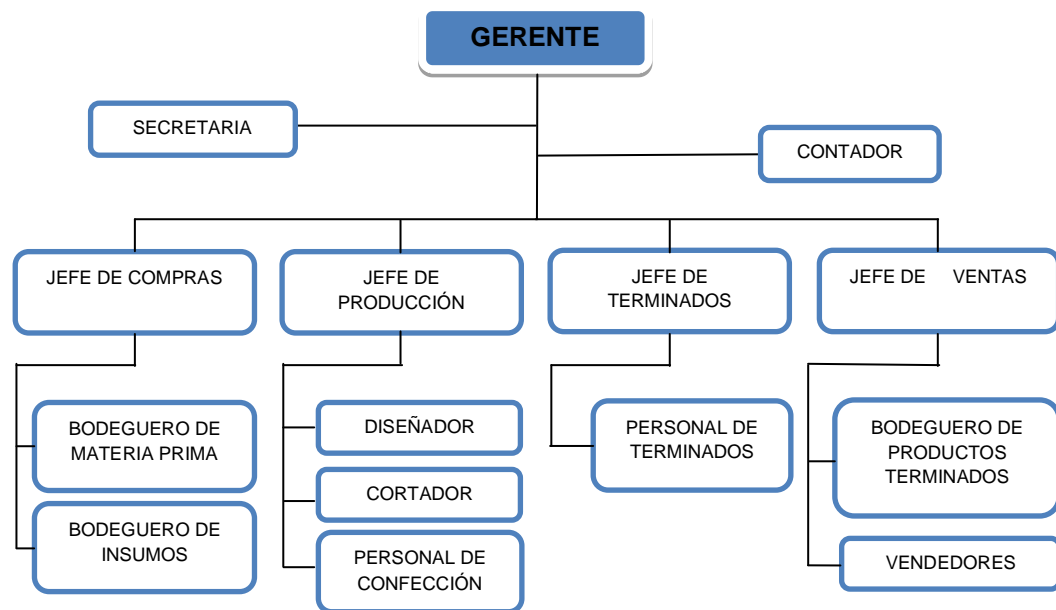 GERENTE
SECRETARIA
CONTADOR
JEFE DE COMPRAS
JEFE DE
PRODUCCIÓN
JEFE DE
TERMINADOS
JEFE DE VENTAS
BODEGUERO DE
MATERIA PRIMA
BODEGUERO DE
INSUMOS
DISEÑADOR
CORTADOR
PERSONAL DE
CONFECCIÓN
PERSONAL DE
TERMINADOS
BODEGUERO DE
PRODUCTOS
TERMINADOS
VENDEDORES